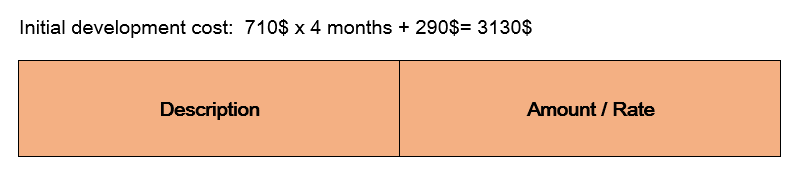 Initial development cost:  710$ x 4 months + 290$= 3130$
Description
Amount / Rate